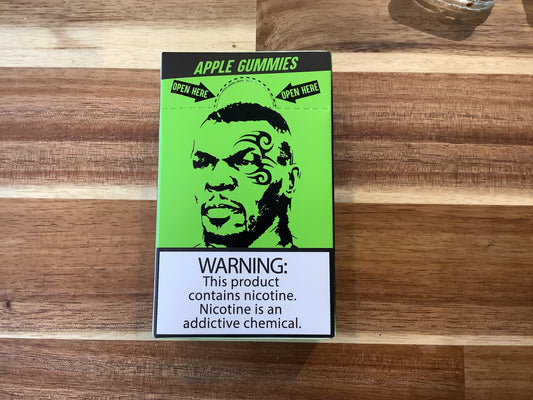 APPLE GUMMIES
OPEN HERE
OPEN HERE
WARNING:
This product
contains nicotine.
Nicotine is an
addictive chemical.